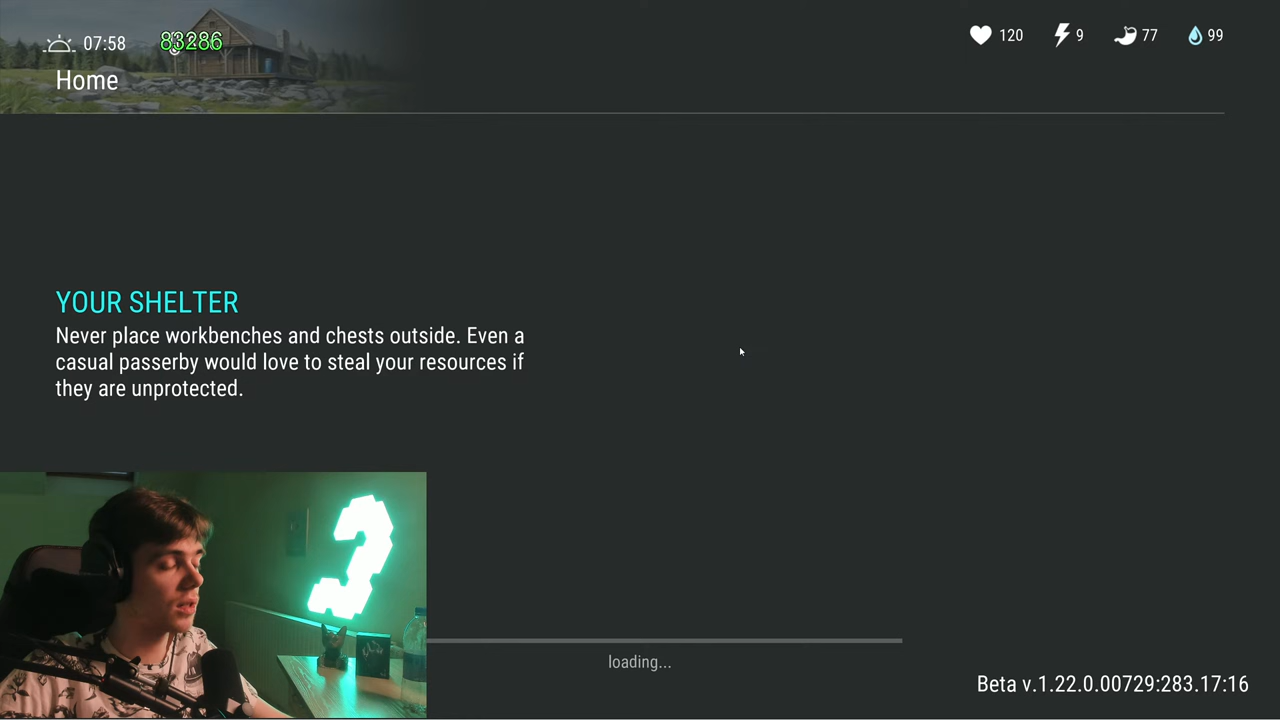 07:58
83286
120
9
77
99
Home
YOUR SHELTER
Never place workbenches and chests outside. Even a
casual passerby would love to steal your resources if
they are unprotected.
loading...
Beta v.1.22.0.00729:283.17:16